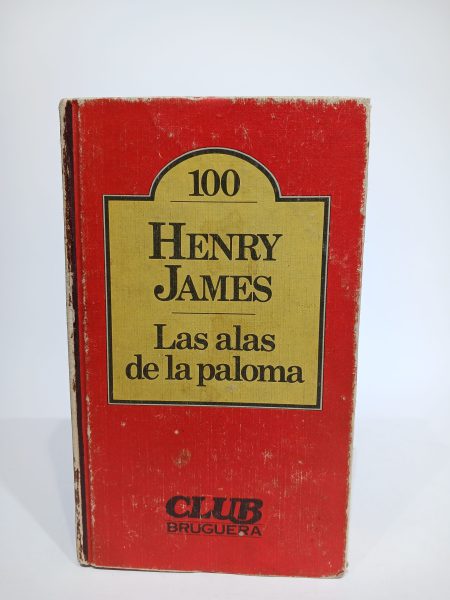 100
HENRY
JAMES
Las alas
de la paloma
CLUB
BRUGUERA